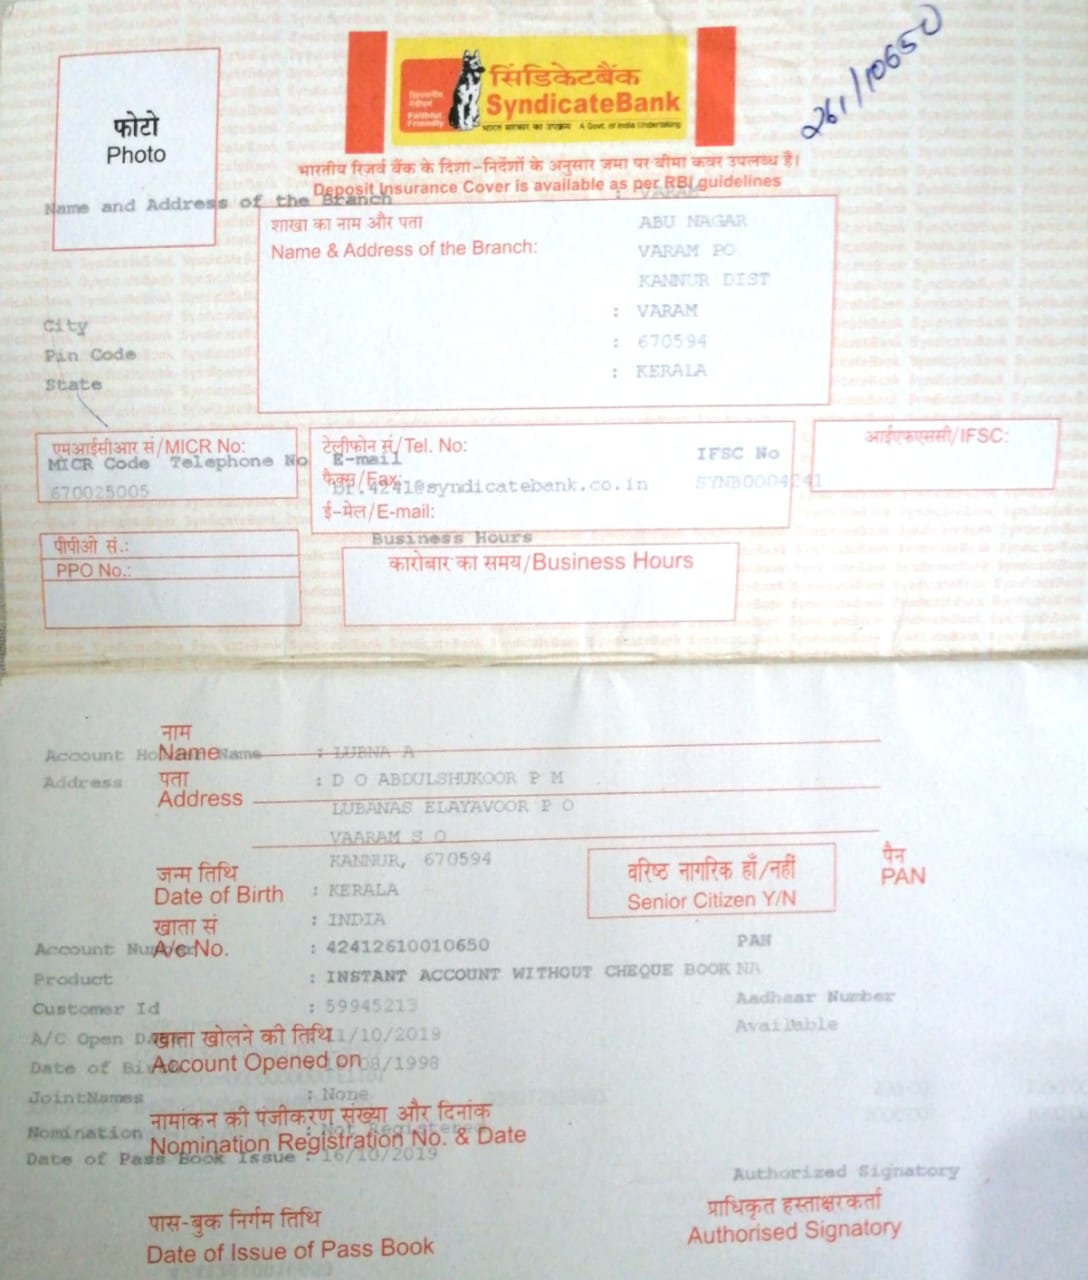 261/10650
फोटो
Photo
सिंडिकेटबैंक
SyndicateBank
विश्वसनीय, मैत्रीपूर्ण
Faithful Friendly
भारत सरकार का उपक्रम A Govt. of India Undertaking
भारतीय रिज़र्व बैंक के दिशा-निर्देशों के अनुसार जमा पर बीमा कवर उपलब्ध है।
Deposit Insurance Cover is available as per RBI guidelines
Name and Address of the Branch : VARAM
शाखा का नाम और पता ABU NAGAR
Name & Address of the Branch: VARAM PO
KANNUR DIST
City : VARAM
Pin Code : 670594
State : KERALA
एमआईसीआर सं/MICR No: टेलीफोन सं/Tel. No: आईएफएससी/IFSC:
MICR Code Telephone No E-mail IFSC No
फैक्स/Fax:
670025005 br.4241@syndicatebank.co.in SYNB0004241
ई-मेल/E-mail:
Business Hours
पीपीओ सं.: कारोबार का समय/Business Hours
PPO No.:
नाम
Name
Account Holder Name : LUBNA A
पता
Address : D O ABDULSHUKOOR P M
Address
LUBANAS ELAYAVOOR P O
VAARAM S O
KANNUR, 670594
जन्म तिथि वरिष्ठ नागरिक हाँ/नहीं पैन
Date of Birth : KERALA Senior Citizen Y/N PAN
खाता सं : INDIA
A/c No.
Account Number : 42412610010650 PAN
Product : INSTANT ACCOUNT WITHOUT CHEQUE BOOK NA
Customer Id : 59945213 Aadhaar Number
खाता खोलने की तिथि Available
A/C Open D 11/10/2019
Account Opened on
Date of Bi 08/1998
JointNames : None
नामांकन की पंजीकरण संख्या और दिनांक
Nomination : Not Registered
Nomination Registration No. & Date
Date of Pass Book Issue : 16/10/2019
Authorized Signatory
पास-बुक निर्गम तिथि प्राधिकृत हस्ताक्षरकर्ता
Date of Issue of Pass Book Authorised Signatory